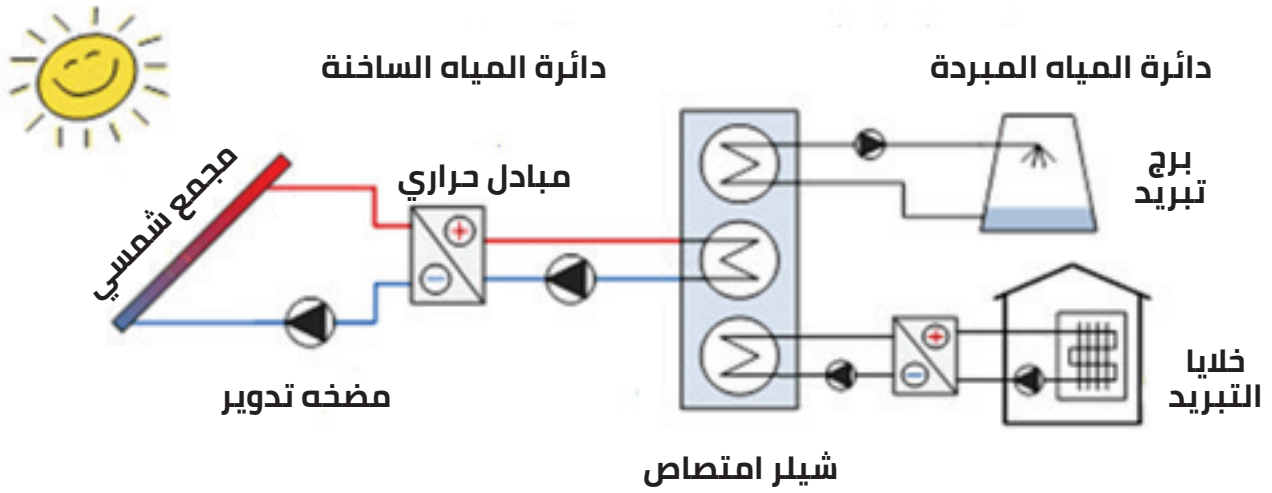 دائرة المياه المبردة
دائرة المياه الساخنة
برج
تبريد
مبادل حراري
مجمع شمسي
خلايا
التبريد
مضخه تدوير
شيلر امتصاص